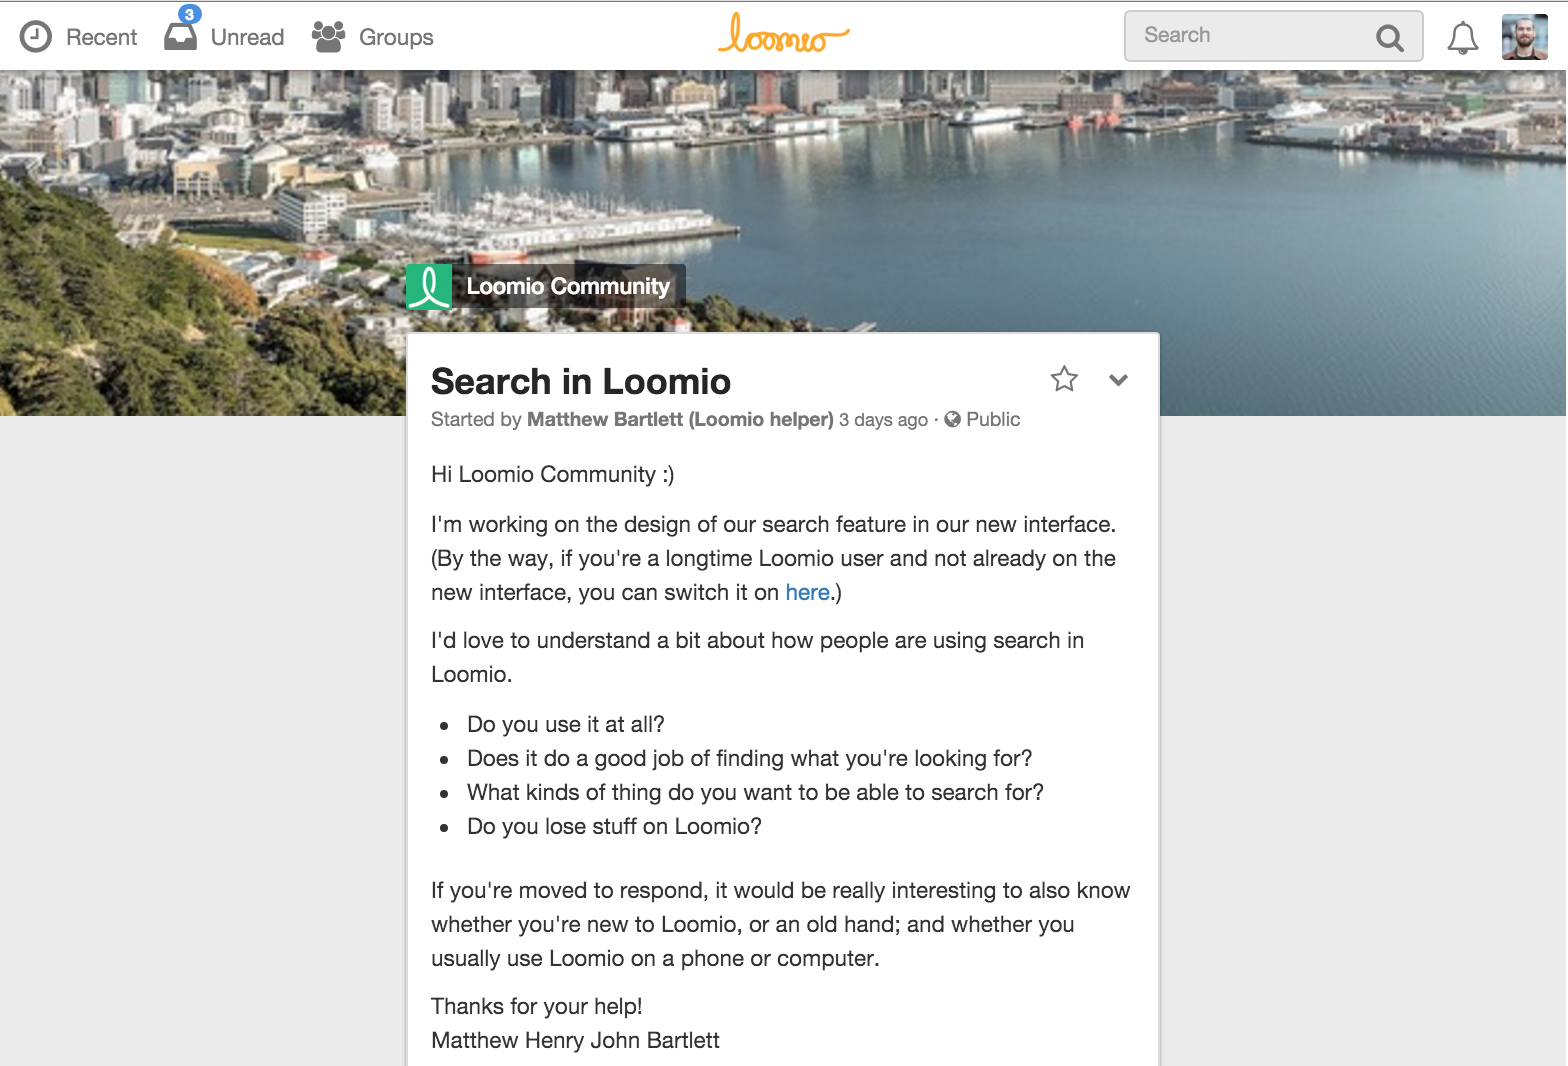 Recent
3
Unread
Groups
loomio
Search
Loomio Community
Search in Loomio
Started by Matthew Bartlett (Loomio helper) 3 days ago · Public
Hi Loomio Community :)
I'm working on the design of our search feature in our new interface.
(By the way, if you're a longtime Loomio user and not already on the
new interface, you can switch it on here.)
I'd love to understand a bit about how people are using search in
Loomio.
• Do you use it at all?
• Does it do a good job of finding what you're looking for?
• What kinds of thing do you want to be able to search for?
• Do you lose stuff on Loomio?
If you're moved to respond, it would be really interesting to also know
whether you're new to Loomio, or an old hand; and whether you
usually use Loomio on a phone or computer.
Thanks for your help!
Matthew Henry John Bartlett